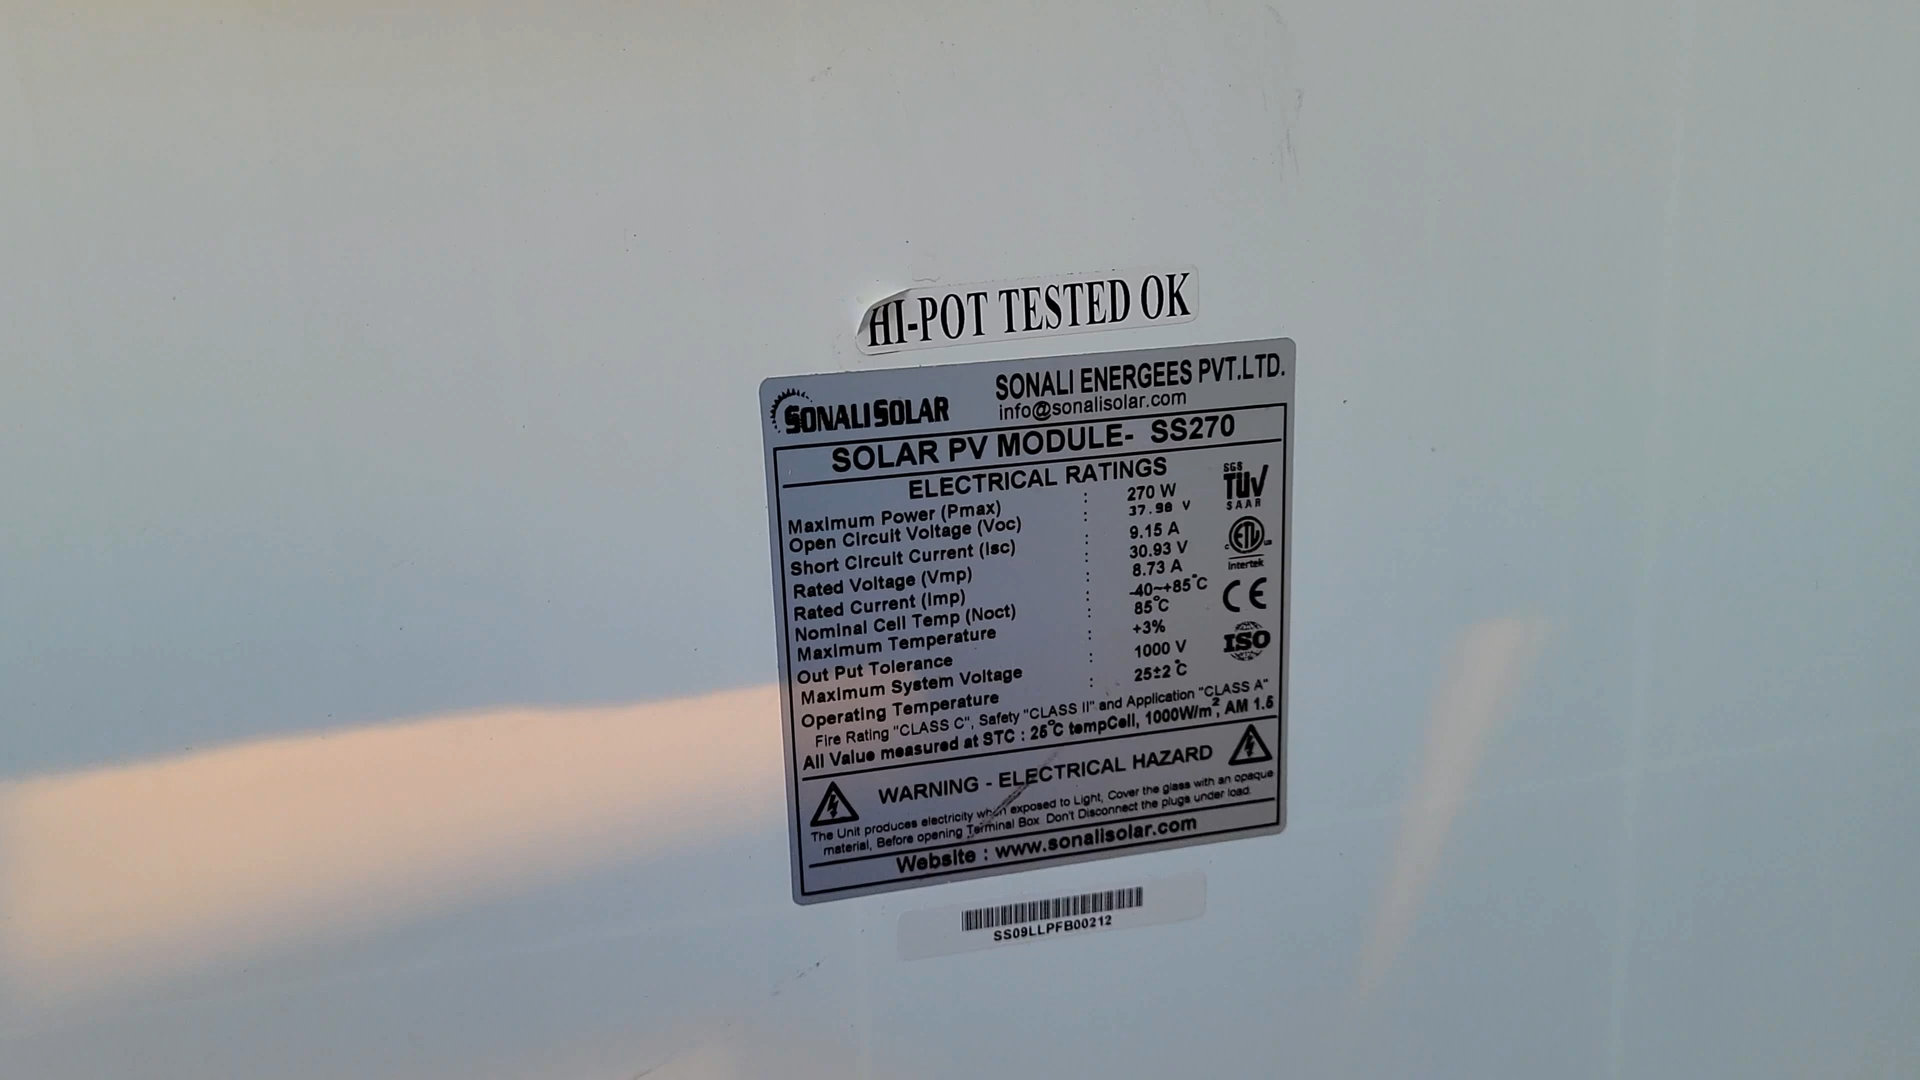 HI-POT TESTED OK
SONALISOLAR
SONALI ENERGEES PVT.LTD.
info@sonalisolar.com
SOLAR PV MODULE- SS270
ELECTRICAL RATINGS
Maximum Power (Pmax) : 270 W
Open Circuit Voltage (Voc) : 37.98 V
Short Circuit Current (Isc) : 9.15 A
Rated Voltage (Vmp) : 30.93 V
Rated Current (Imp) : 8.73 A
Nominal Cell Temp (Noct) : -40~+85°C
Maximum Temperature : 85°C
Out Put Tolerance : +3%
Maximum System Voltage : 1000 V
Operating Temperature : 25±2°C
SGS
TÜV
SAAR
c ETL us
Intertek
CE
ISO
Fire Rating "CLASS C", Safety "CLASS II" and Application "CLASS A"
All Value measured at STC : 25°C tempCell, 1000W/m², AM 1.5
WARNING - ELECTRICAL HAZARD
The Unit produces electricity when exposed to Light, Cover the glass with an opaque
material, Before opening Terminal Box. Don't Disconnect the plugs under load.
Website : www.sonalisolar.com
SS09LLPFB00212